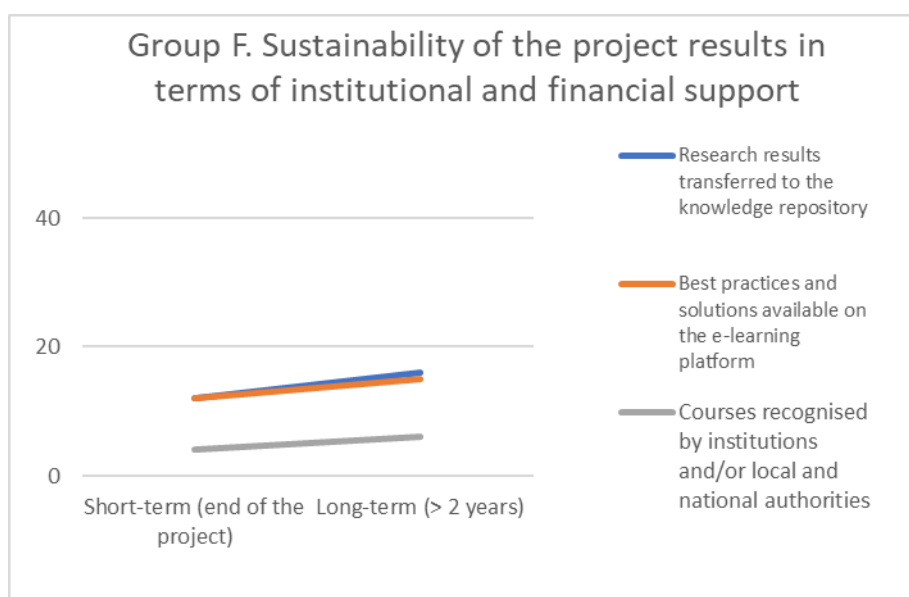 Group F. Sustainability of the project results in
terms of institutional and financial support
Research results
transferred to the
knowledge repository
40
Best practices and
solutions available on
the e-learning
platform
20
Courses recognised
by institutions
and/or local and
national authorities
0
Short-term (end of the
project)
Long-term (> 2 years)